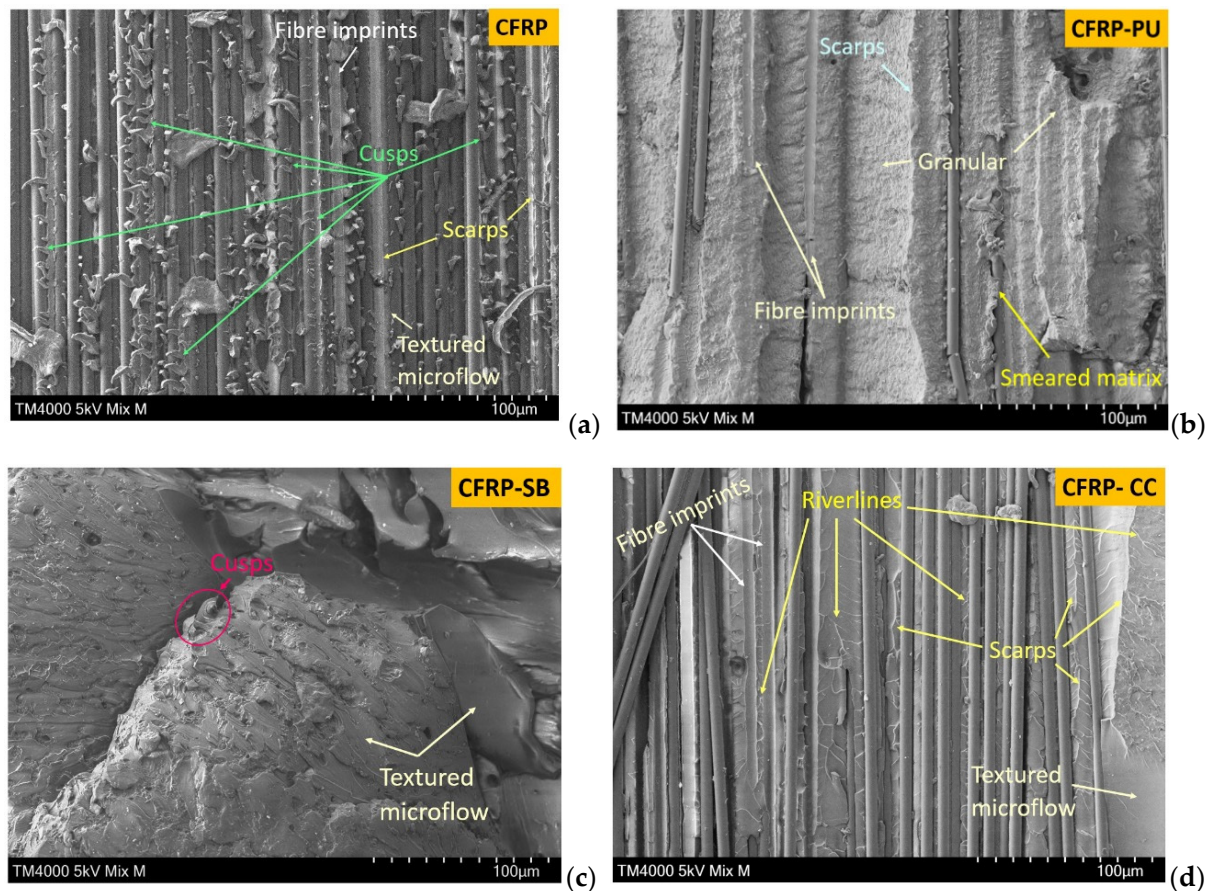 Fibre imprints
CFRP
Cusps
Scarps
Textured
microflow
TM4000 5kV Mix M
100µm
(a)
CFRP-PU
Scarps
Granular
Fibre imprints
Smeared matrix
TM4000 5kV Mix M
100µm
(b)
CFRP-SB
Cusps
Textured
microflow
TM4000 5kV Mix M
100µm
(c)
CFRP- CC
Riverlines
Fibre imprints
Scarps
Textured
microflow
TM4000 5kV Mix M
100µm
(d)